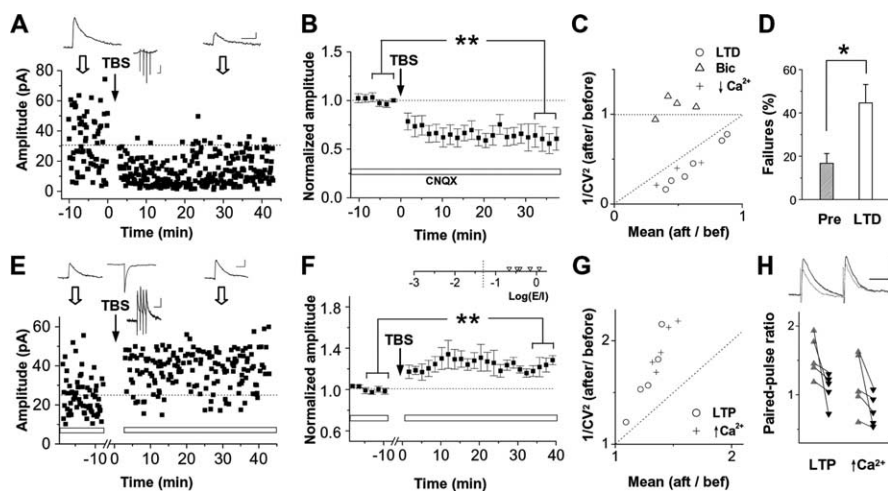 A
TBS
Amplitude (pA)
80
60
40
20
0
-10 0 10 20 30 40
Time (min)
B
**
TBS
Normalized amplitude
1.5
1.0
0.5
0.0
CNQX
-10 0 10 20 30
Time (min)
C
LTD
Bic
↓ Ca²⁺
1/CV² (after/before)
2
1
0
0 1
Mean (aft / bef)
D
*
Failures (%)
60
40
20
0
Pre LTD
E
TBS
Amplitude (pA)
60
40
20
0
-10 0 10 20 30 40
Time (min)
F
-3 -2 -1 0 1
Log(E/I)
**
TBS
Normalized amplitude
1.6
1.4
1.2
1.0
0.8
-10 0 10 20 30 40
Time (min)
G
1/CV² (after/ before)
2
1
1 2
LTP
↑Ca²⁺
Mean (aft / bef)
H
Paired-pulse ratio
2
1
LTP ↑Ca²⁺